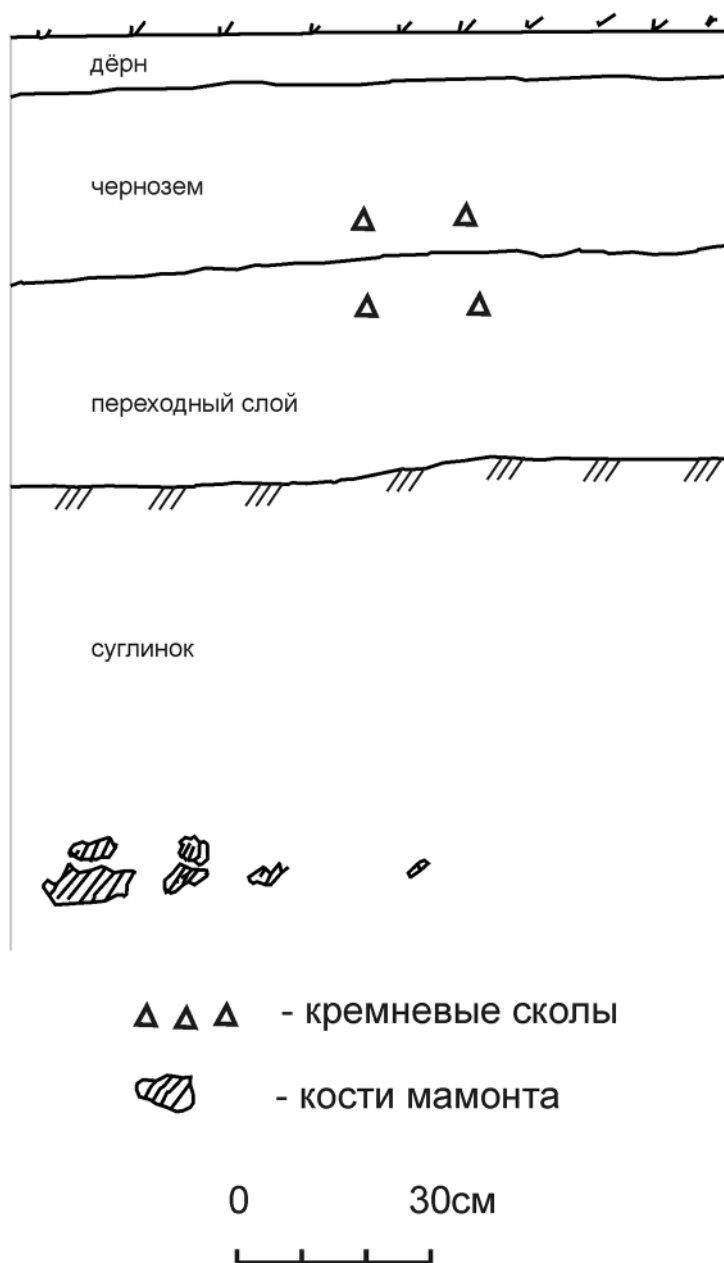 дёрн
чернозем
переходный слой
суглинок
- кремневые сколы
- кости мамонта
0 30см